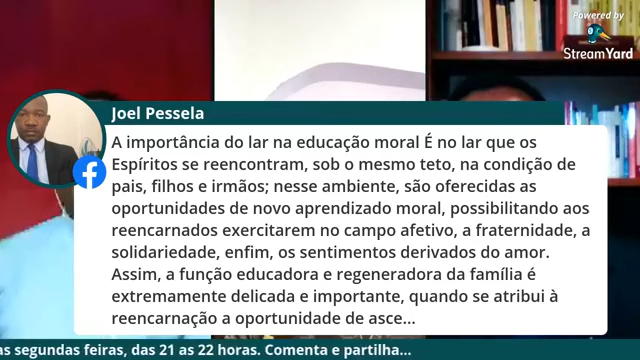 Powered by
StreamYard
Joel Pessela
A importância do lar na educação moral É no lar que os
Espíritos se reencontram, sob o mesmo teto, na condição de
pais, filhos e irmãos; nesse ambiente, são oferecidas as
oportunidades de novo aprendizado moral, possibilitando aos
reencarnados exercitarem no campo afetivo, a fraternidade, a
solidariedade, enfim, os sentimentos derivados do amor.
Assim, a função educadora e regeneradora da família é
extremamente delicada e importante, quando se atribui à
reencarnação a oportunidade de asce...
as segundas feiras, das 21 as 22 horas. Comenta e partilha...